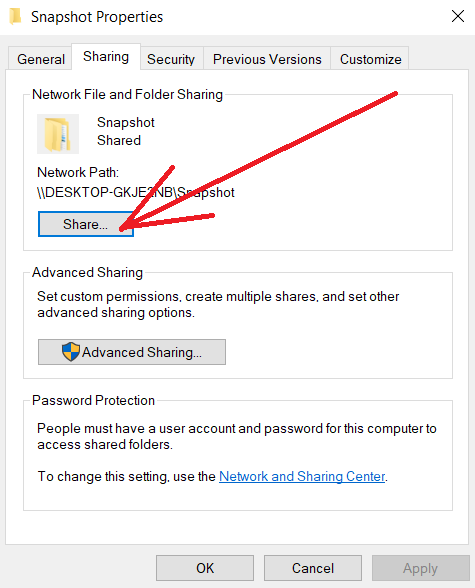 Snapshot Properties
General
Sharing
Security
Previous Versions
Customize
Network File and Folder Sharing
Snapshot
Shared
Network Path:
\\DESKTOP-GKJE2NB\Snapshot
Share...
Advanced Sharing
Set custom permissions, create multiple shares, and set other
advanced sharing options.
Advanced Sharing...
Password Protection
People must have a user account and password for this computer to
access shared folders.
To change this setting, use the Network and Sharing Center.
OK
Cancel
Apply